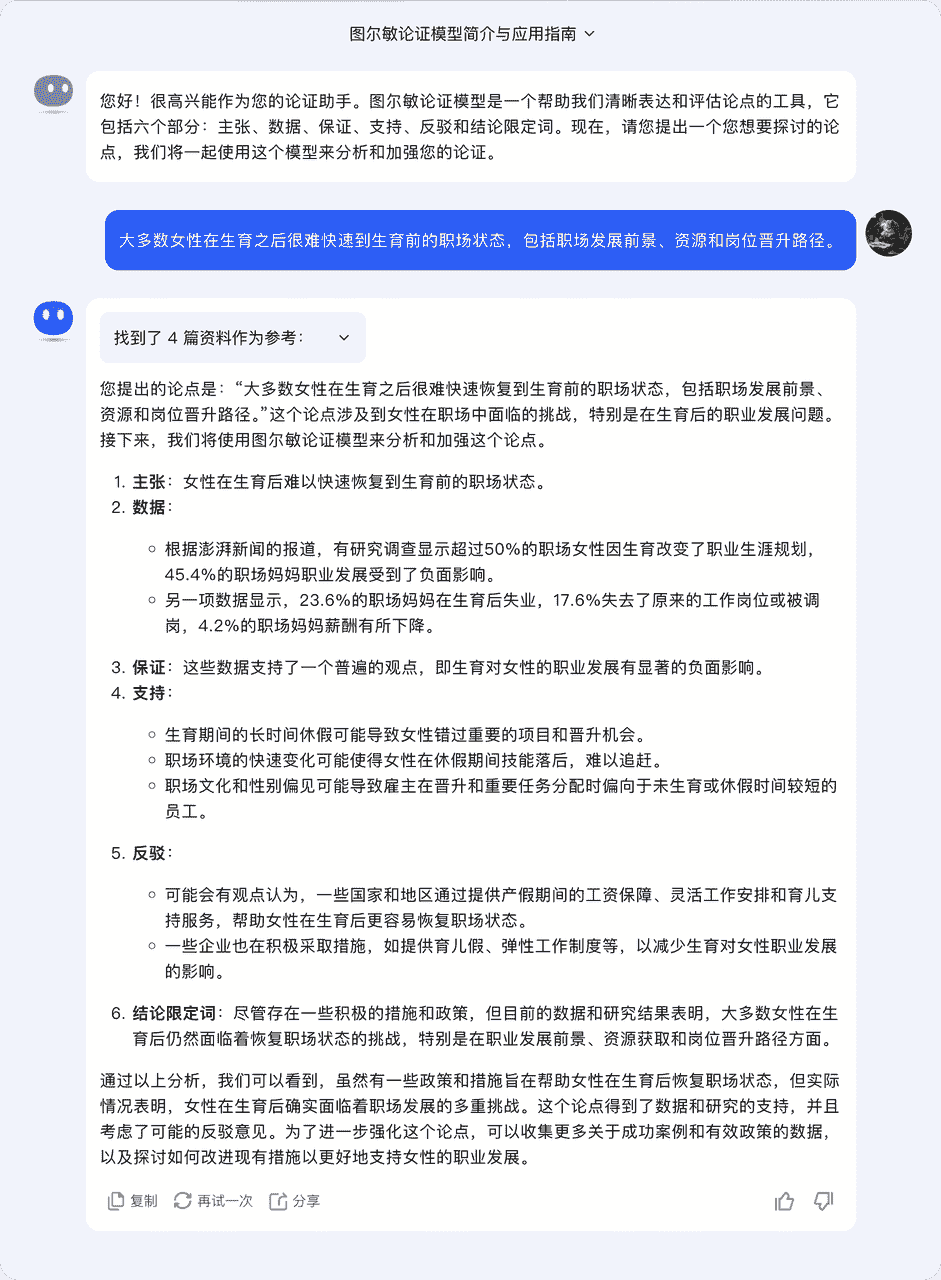 图尔敏论证模型简介与应用指南
您好！很高兴能作为您的论证助手。图尔敏论证模型是一个帮助我们清晰表达和评估论点的工具，它
包括六个部分：主张、数据、保证、支持、反驳和结论限定词。现在，请您提出一个您想要探讨的论
点，我们将一起使用这个模型来分析和加强您的论证。
大多数女性在生育之后很难快速到生育前的职场状态，包括职场发展前景、资源和岗位晋升路径。
找到了 4 篇资料作为参考：
您提出的论点是：“大多数女性在生育之后很难快速恢复到生育前的职场状态，包括职场发展前景、
资源和岗位晋升路径。”这个论点涉及到女性在职场中面临的挑战，特别是在生育后的职业发展问题。
接下来，我们将使用图尔敏论证模型来分析和加强这个论点。
1. 主张：女性在生育后难以快速恢复到生育前的职场状态。
2. 数据：
○ 根据澎湃新闻的报道，有研究调查显示超过50%的职场女性因生育改变了职业生涯规划，
45.4%的职场妈妈职业发展受到了负面影响。
○ 另一项数据显示，23.6%的职场妈妈在生育后失业，17.6%失去了原来的工作岗位或被调
岗，4.2%的职场妈妈薪酬有所下降。
3. 保证：这些数据支持了一个普遍的观点，即生育对女性的职业发展有显著的负面影响。
4. 支持：
○ 生育期间的长时间休假可能导致女性错过重要的项目和晋升机会。
○ 职场环境的快速变化可能使得女性在休假期间技能落后，难以追赶。
○ 职场文化和性别偏见可能导致雇主在晋升和重要任务分配时偏向于未生育或休假时间较短的
员工。
5. 反驳：
○ 可能会有观点认为，一些国家和地区通过提供产假期间的工资保障、灵活工作安排和育儿支
持服务，帮助女性在生育后更容易恢复职场状态。
○ 一些企业也在积极采取措施，如提供育儿假、弹性工作制度等，以减少生育对女性职业发展
的影响。
6. 结论限定词：尽管存在一些积极的措施和政策，但目前的数据和研究结果表明，大多数女性在生
育后仍然面临着恢复职场状态的挑战，特别是在职业发展前景、资源获取和岗位晋升路径方面。
通过以上分析，我们可以看到，虽然有一些政策和措施旨在帮助女性在生育后恢复职场状态，但实际
情况表明，女性在生育后确实面临着职场发展的多重挑战。这个论点得到了数据和研究的支持，并且
考虑了可能的反驳意见。为了进一步强化这个论点，可以收集更多关于成功案例和有效政策的数据，
以及探讨如何改进现有措施以更好地支持女性的职业发展。
复制 再试一次 分享